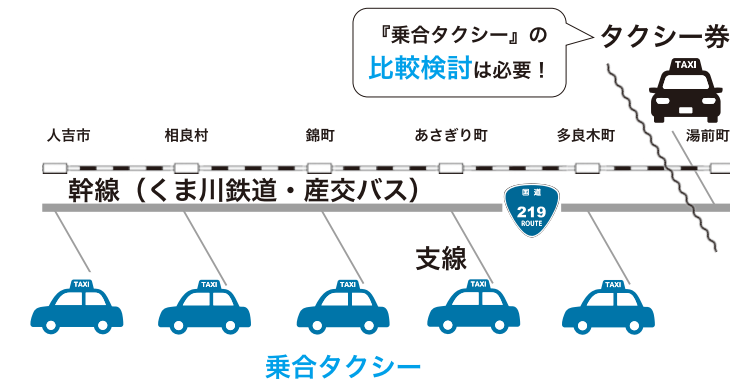 『乗合タクシー』の
比較検討は必要！
タクシー券
TAXI
人吉市
相良村
錦町
あさぎり町
多良木町
湯前町
幹線（くま川鉄道・産交バス）
国道
219
ROUTE
支線
TAXI
TAXI
TAXI
TAXI
TAXI
乗合タクシー